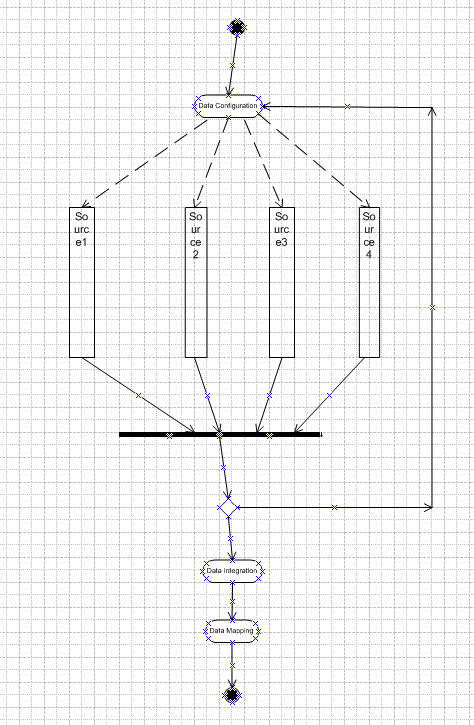 Data Configuration
So
urc
e1
So
ur
ce
2
So
urc
e3
So
ur
ce
4
Data Integration
Data Mapping